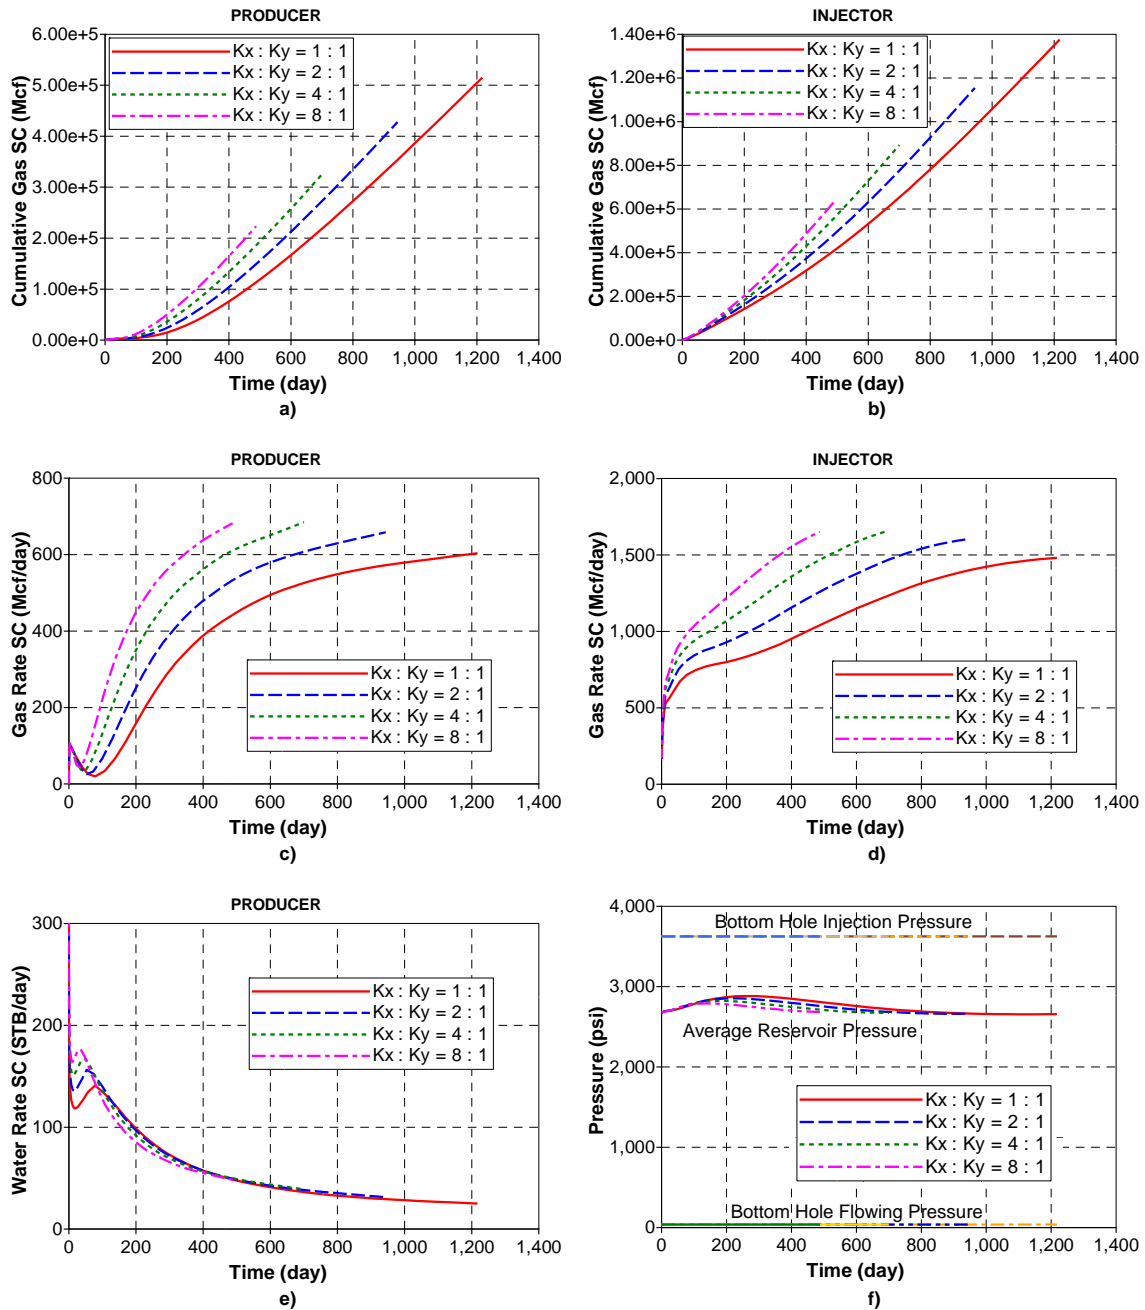 PRODUCER
6.00e+5
5.00e+5
4.00e+5
3.00e+5
2.00e+5
1.00e+5
0.00e+0
Cumulative Gas SC (Mcf)
Kx : Ky = 1 : 1
Kx : Ky = 2 : 1
Kx : Ky = 4 : 1
Kx : Ky = 8 : 1
0 200 400 600 800 1,000 1,200 1,400
Time (day)
a)
INJECTOR
1.40e+6
1.20e+6
1.00e+6
8.00e+5
6.00e+5
4.00e+5
2.00e+5
0.00e+0
Cumulative Gas SC (Mcf)
Kx : Ky = 1 : 1
Kx : Ky = 2 : 1
Kx : Ky = 4 : 1
Kx : Ky = 8 : 1
0 200 400 600 800 1,000 1,200 1,400
Time (day)
b)
PRODUCER
800
600
400
200
0
Gas Rate SC (Mcf/day)
Kx : Ky = 1 : 1
Kx : Ky = 2 : 1
Kx : Ky = 4 : 1
Kx : Ky = 8 : 1
0 200 400 600 800 1,000 1,200 1,400
Time (day)
c)
INJECTOR
2,000
1,500
1,000
500
0
Gas Rate SC (Mcf/day)
Kx : Ky = 1 : 1
Kx : Ky = 2 : 1
Kx : Ky = 4 : 1
Kx : Ky = 8 : 1
0 200 400 600 800 1,000 1,200 1,400
Time (day)
d)
PRODUCER
300
200
100
0
Water Rate SC (STB/day)
Kx : Ky = 1 : 1
Kx : Ky = 2 : 1
Kx : Ky = 4 : 1
Kx : Ky = 8 : 1
0 200 400 600 800 1,000 1,200 1,400
Time (day)
e)
4,000
3,000
2,000
1,000
0
Pressure (psi)
Bottom Hole Injection Pressure
Average Reservoir Pressure
Kx : Ky = 1 : 1
Kx : Ky = 2 : 1
Kx : Ky = 4 : 1
Kx : Ky = 8 : 1
Bottom Hole Flowing Pressure
0 200 400 600 800 1,000 1,200 1,400
Time (day)
f)